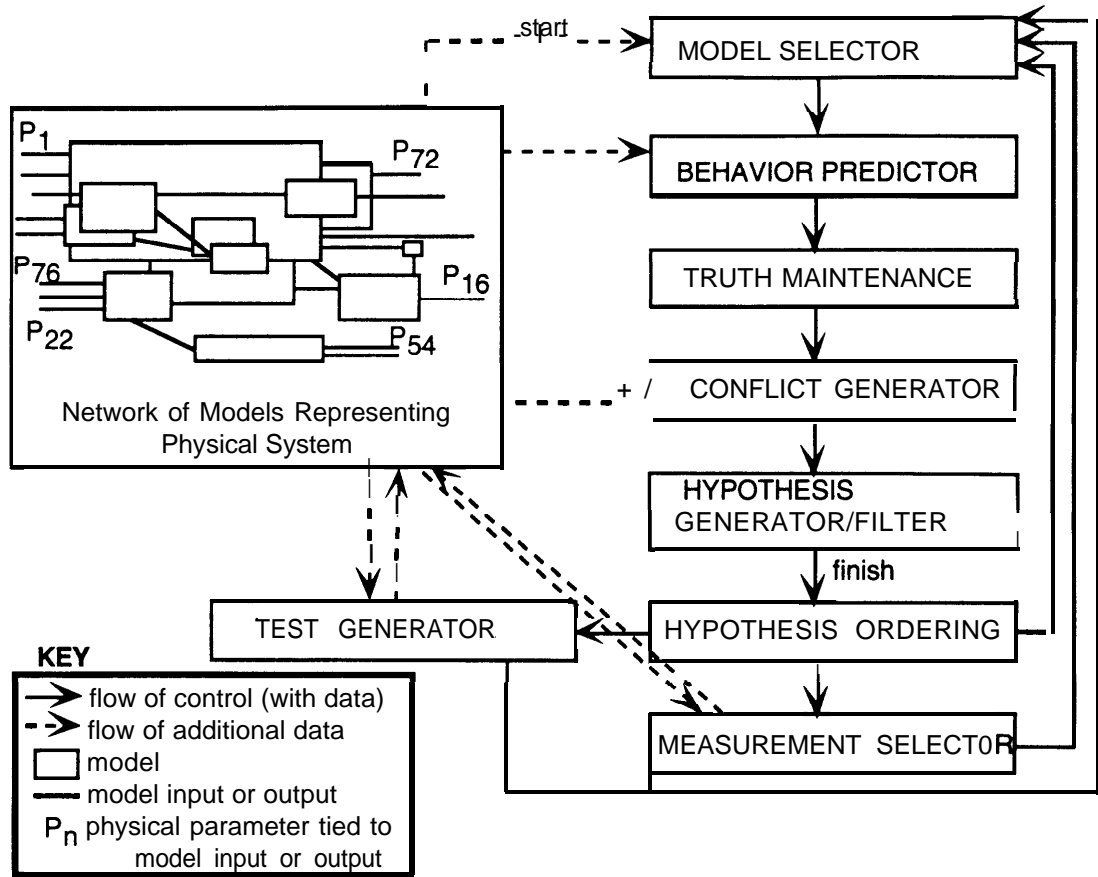 start
MODEL SELECTOR
P1
P72
BEHAVIOR PREDICTOR
P76
P16
TRUTH MAINTENANCE
P22
P54
+ / CONFLICT GENERATOR
Network of Models Representing
Physical System
HYPOTHESIS
GENERATOR/FILTER
finish
TEST GENERATOR
HYPOTHESIS ORDERING
KEY
flow of control (with data)
flow of additional data
MEASUREMENT SELECT0R
model
model input or output
Pn physical parameter tied to
model input or output